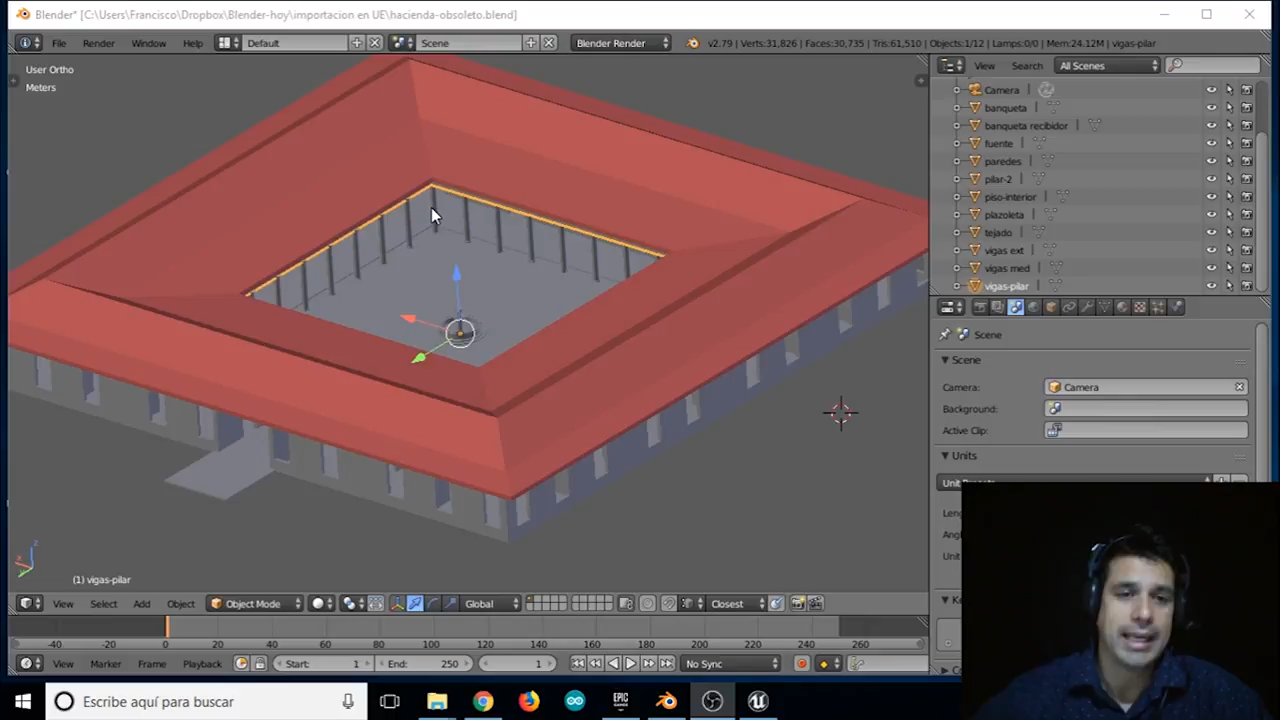 Blender* [C:\Users\Francisco\Dropbox\Blender-hoy\importacion en UE\hacienda-obsoleto.blend]
File Render Window Help Default Scene Blender Render v2.79 | Verts:31,826 | Faces:30,735 | Tris:61,510 | Objects:1/12 | Lamps:0/0 | Mem:24.12M | vigas-pilar
User Ortho
Meters
View Search All Scenes
Camera
banqueta
banqueta recibidor
fuente
paredes
pilar-2
piso-interior
plazoleta
tejado
vigas ext
vigas med
vigas-pilar
Scene
Scene
Camera: Camera
Background:
Active Clip:
Units
(1) vigas-pilar
View Select Add Object Object Mode Global Closest
-40 -20 0 20 40 60 80 100 120 140 160 180 200 220 240 260
View Marker Frame Playback Start: 1 End: 250 1 No Sync
Escribe aquí para buscar
EPIC GAMES